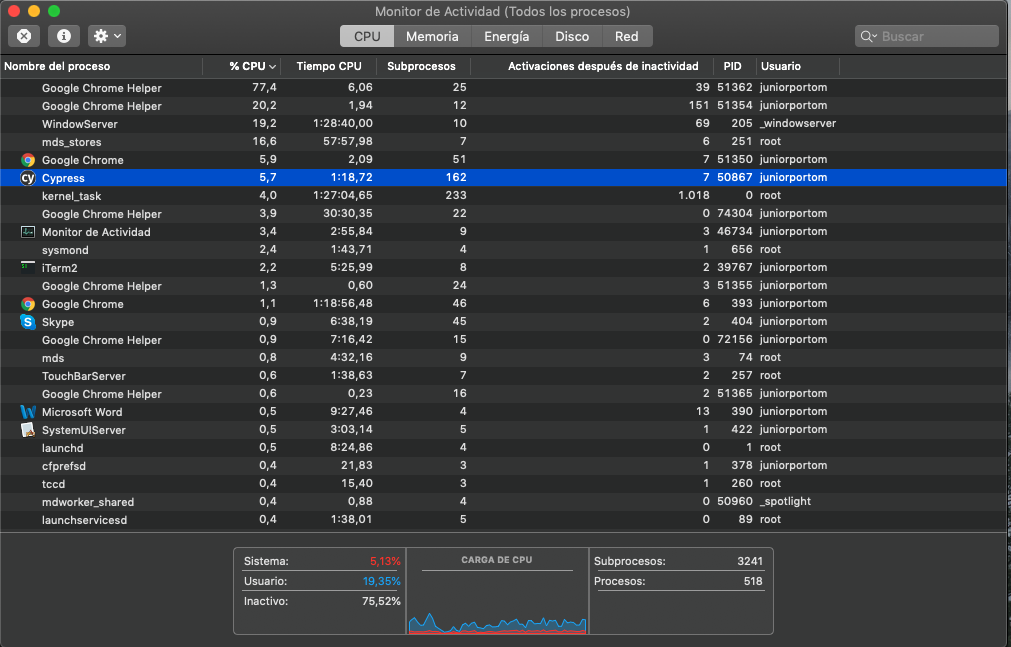 Monitor de Actividad (Todos los procesos)
CPU Memoria Energía Disco Red Buscar
Nombre del proceso % CPU Tiempo CPU Subprocesos Activaciones después de inactividad PID Usuario
Google Chrome Helper 77,4 6,06 25 39 51362 juniorportom
Google Chrome Helper 20,2 1,94 12 151 51354 juniorportom
WindowServer 19,2 1:28:40,00 10 69 205 _windowserver
mds_stores 16,6 57:57,98 7 6 251 root
Google Chrome 5,9 2,09 51 7 51350 juniorportom
cy Cypress 5,7 1:18,72 162 7 50867 juniorportom
kernel_task 4,0 1:27:04,65 233 1.018 0 root
Google Chrome Helper 3,9 30:30,35 22 0 74304 juniorportom
Monitor de Actividad 3,4 2:55,84 9 3 46734 juniorportom
sysmond 2,4 1:43,71 4 1 656 root
iTerm2 2,2 5:25,99 8 2 39767 juniorportom
Google Chrome Helper 1,3 0,60 24 3 51355 juniorportom
Google Chrome 1,1 1:18:56,48 46 6 393 juniorportom
S Skype 0,9 6:38,19 45 2 404 juniorportom
Google Chrome Helper 0,9 7:16,42 15 0 72156 juniorportom
mds 0,8 4:32,16 9 3 74 root
TouchBarServer 0,6 1:38,63 7 2 257 root
Google Chrome Helper 0,6 0,23 16 2 51365 juniorportom
W Microsoft Word 0,5 9:27,46 4 13 390 juniorportom
SystemUIServer 0,5 3:03,14 5 1 422 juniorportom
launchd 0,5 8:24,86 4 0 1 root
cfprefsd 0,4 21,83 3 1 378 juniorportom
tccd 0,4 15,40 3 1 260 root
mdworker_shared 0,4 0,88 4 0 50960 _spotlight
launchservicesd 0,4 1:38,01 5 0 89 root
Sistema: 5,13% CARGA DE CPU Subprocesos: 3241
Usuario: 19,35% Procesos: 518
Inactivo: 75,52%